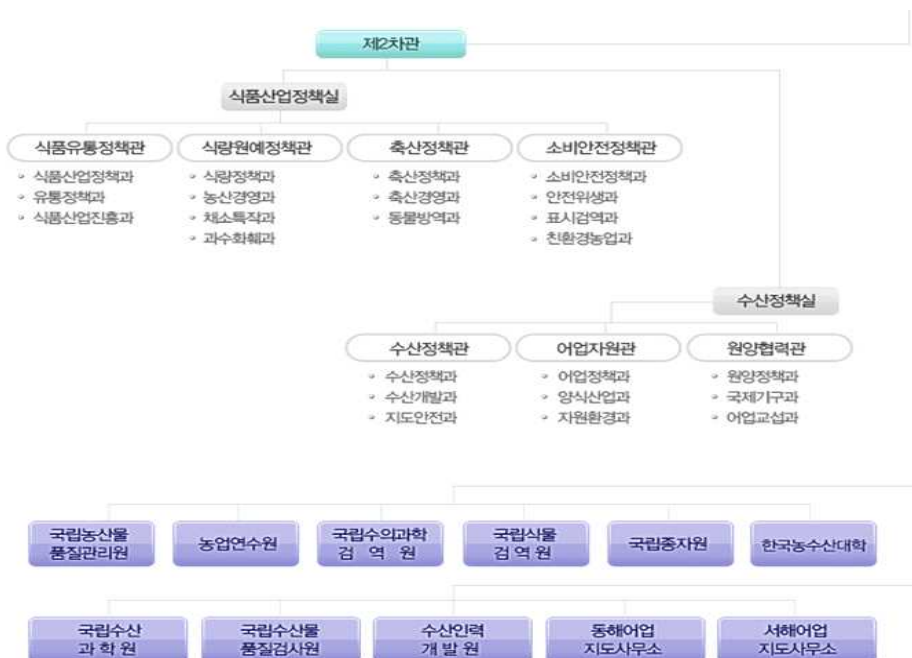 제2차관
식품산업정책실
식품유통정책관
식품산업정책과
유통정책과
식품산업진흥과
식량원예정책관
식량정책과
농산경영과
채소특작과
과수화훼과
축산정책관
축산정책과
축산경영과
동물방역과
소비안전정책관
소비안전정책과
안전위생과
표시검역과
친환경농업과
수산정책실
수산정책관
수산정책과
수산개발과
지도안전과
어업자원관
어업정책과
양식산업과
자원환경과
원양협력관
원양정책과
국제기구과
어업교섭과
국립농산물
품질관리원
농업연수원
국립수의과학
검 역 원
국립식물
검 역 원
국립종자원
한국농수산대학
국립수산
과 학 원
국립수산물
품질검사원
수산인력
개 발 원
동해어업
지도사무소
서해어업
지도사무소